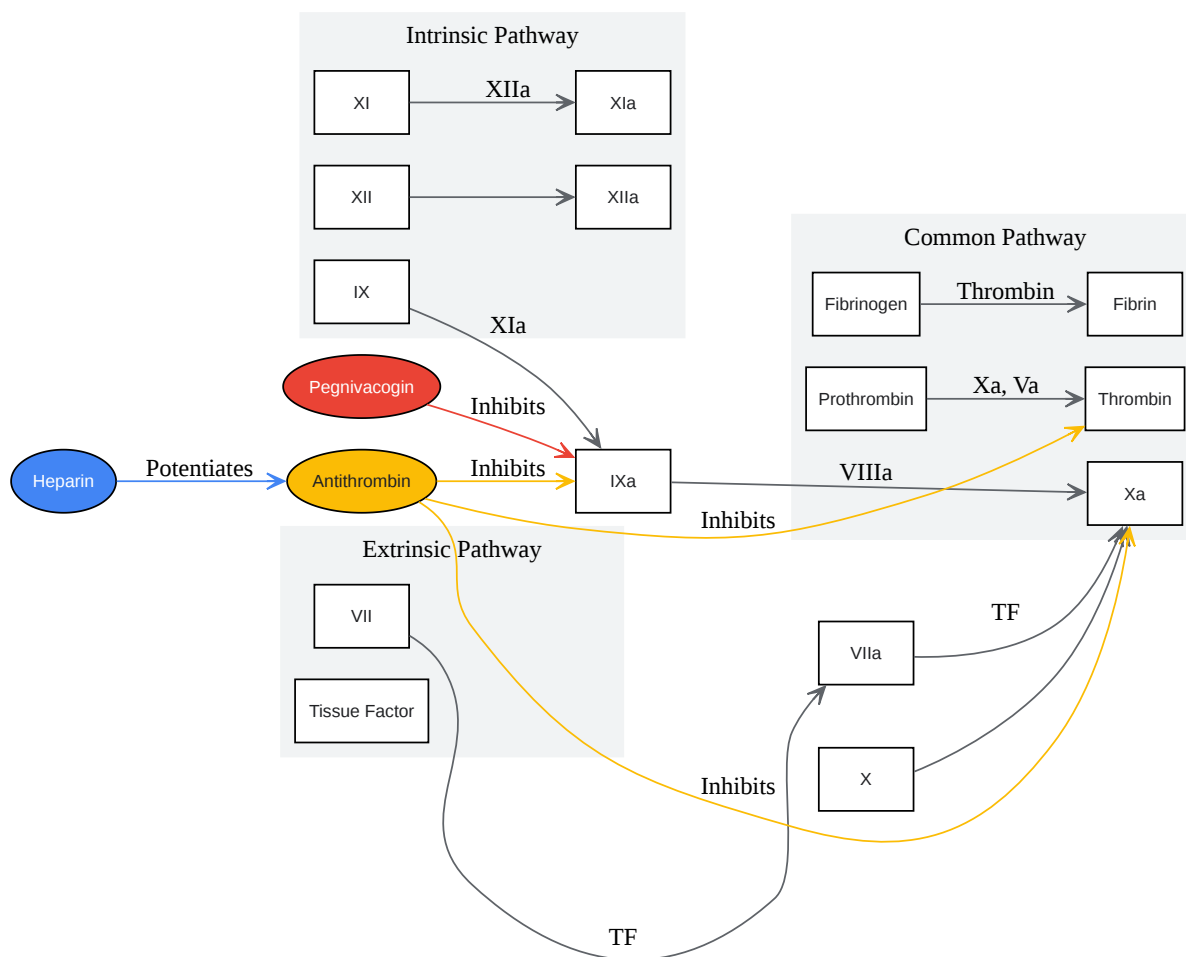 Intrinsic Pathway
XI
XIIa
XIa
XII
XIIa
IX
XIa
Common Pathway
Fibrinogen
Thrombin
Fibrin
Prothrombin
Xa, Va
Thrombin
Pegnivacogin
Inhibits
Heparin
Potentiates
Antithrombin
Inhibits
IXa
VIIIa
Xa
Inhibits
Extrinsic Pathway
VII
Tissue Factor
TF
VIIa
X
Inhibits
TF